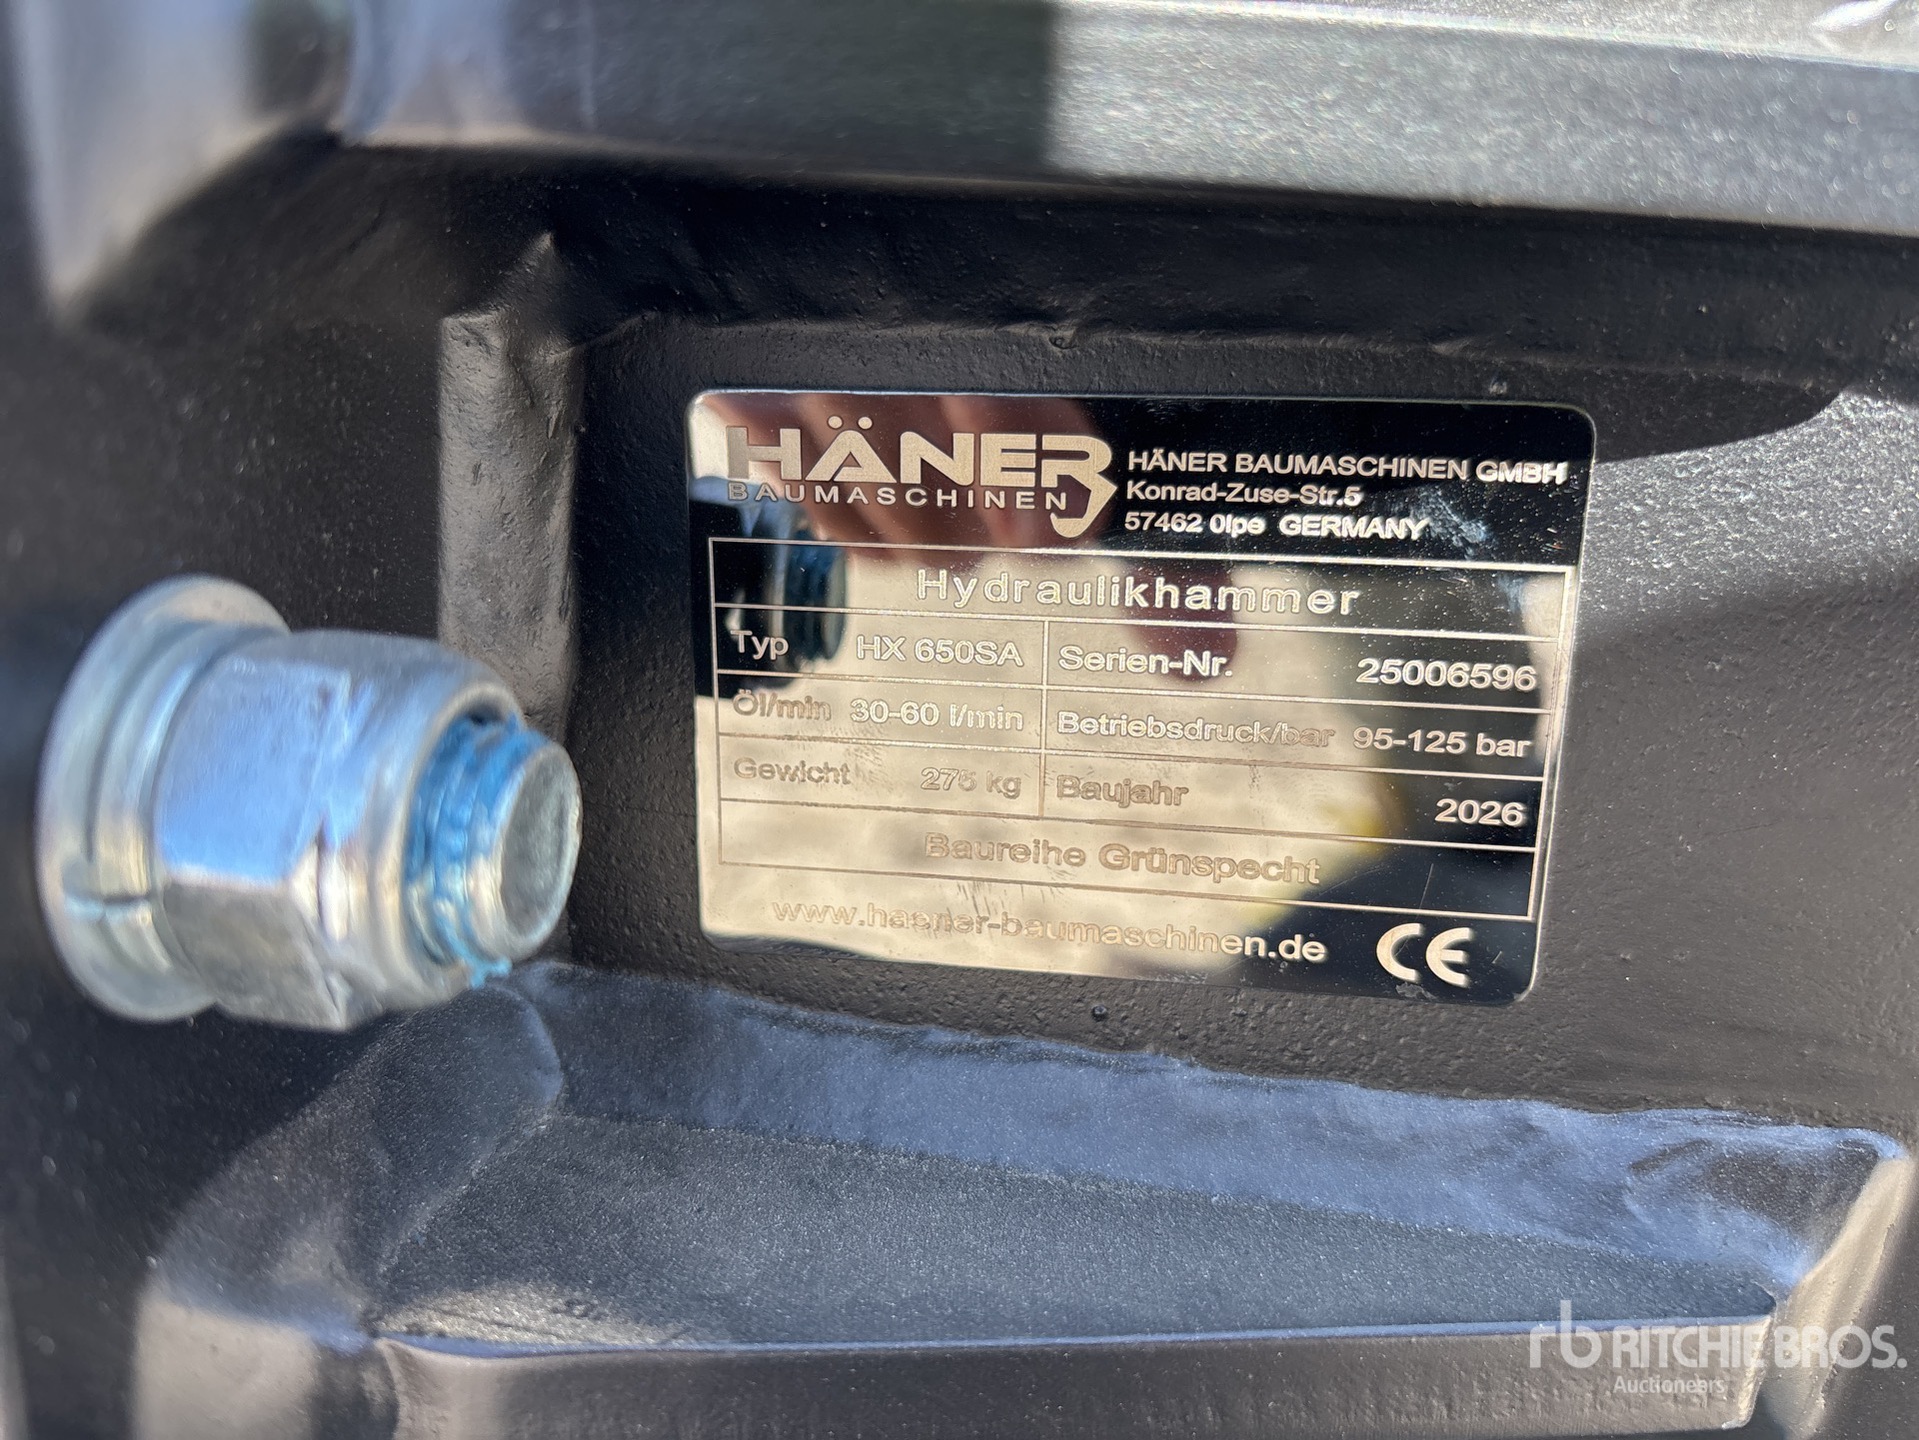 HÄNER
BAUMASCHINEN
HÄNER BAUMASCHINEN GMBH
Konrad-Zuse-Str.5
57462 Olpe GERMANY
Hydraulikhammer
Typ HX 650SA Serien-Nr. 25006596
Öl/min 30-60 l/min Betriebsdruck/bar 95-125 bar
Gewicht 275 kg Baujahr 2026
Baureihe Grünspecht
www.haener-baumaschinen.de CE
rb RITCHIE BROS.
Auctioneers